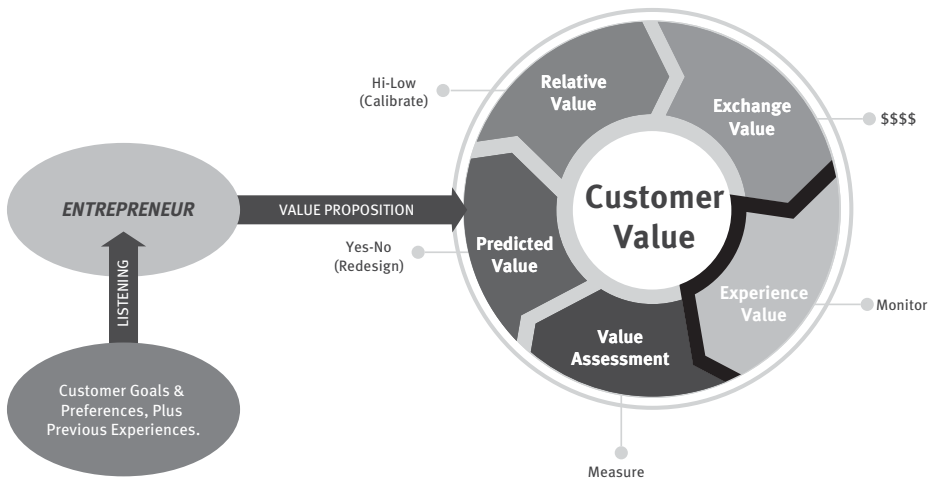 Hi-Low
(Calibrate)
Relative
Value
Exchange
Value
$$$$
ENTREPRENEUR
VALUE PROPOSITION
Customer
Value
Yes-No
(Redesign)
Predicted
Value
LISTENING
Experience
Value
Monitor
Value
Assessment
Customer Goals &
Preferences, Plus
Previous Experiences.
Measure